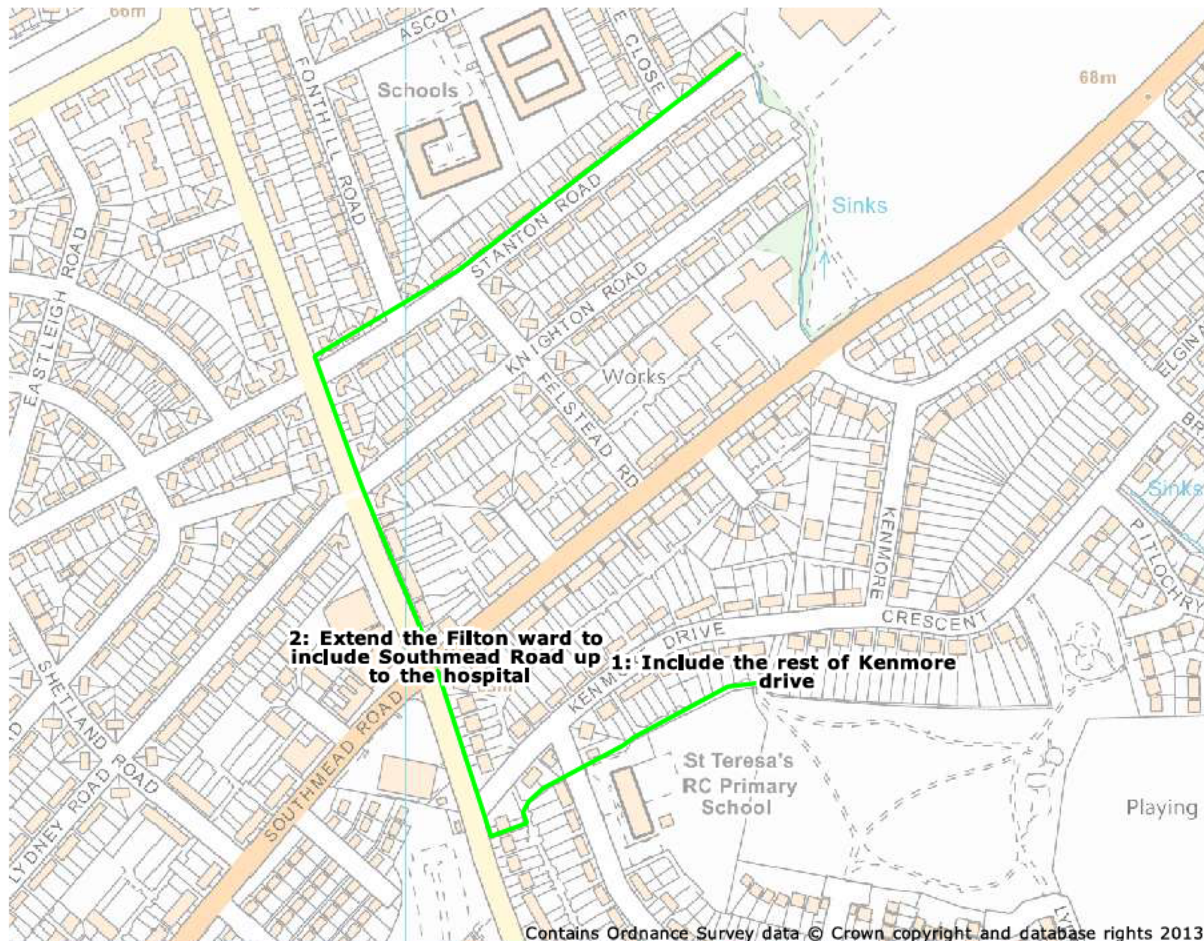 66m
ASCOT
E CLOSE
FONTHILL ROAD
Schools
68m
STANTON ROAD
Sinks
EASTLEIGH ROAD
KNIGHTON ROAD
Works
FELSTEAD RD
ELGIN
KENMORE
Sinks
CRESCENT
DRIVE
2: Extend the Filton ward to
include Southmead Road up
to the hospital
1: Include the rest of Kenmore
drive
SHETLAND ROAD
SOUTHMEAD ROAD
LYDNEY ROAD
St Teresa's
RC Primary
School
Playing
Contains Ordnance Survey data © Crown copyright and database rights 2013